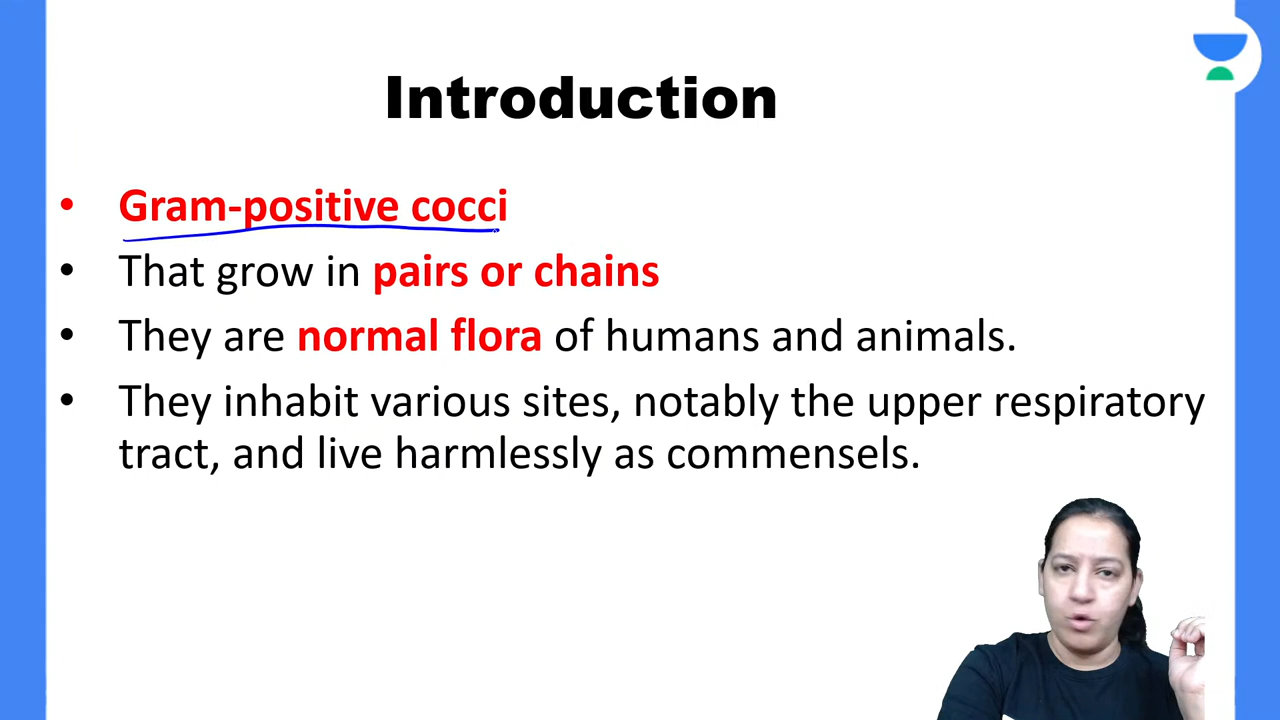 Introduction
• Gram-positive cocci
• That grow in pairs or chains
• They are normal flora of humans and animals.
• They inhabit various sites, notably the upper respiratory
tract, and live harmlessly as commensels.